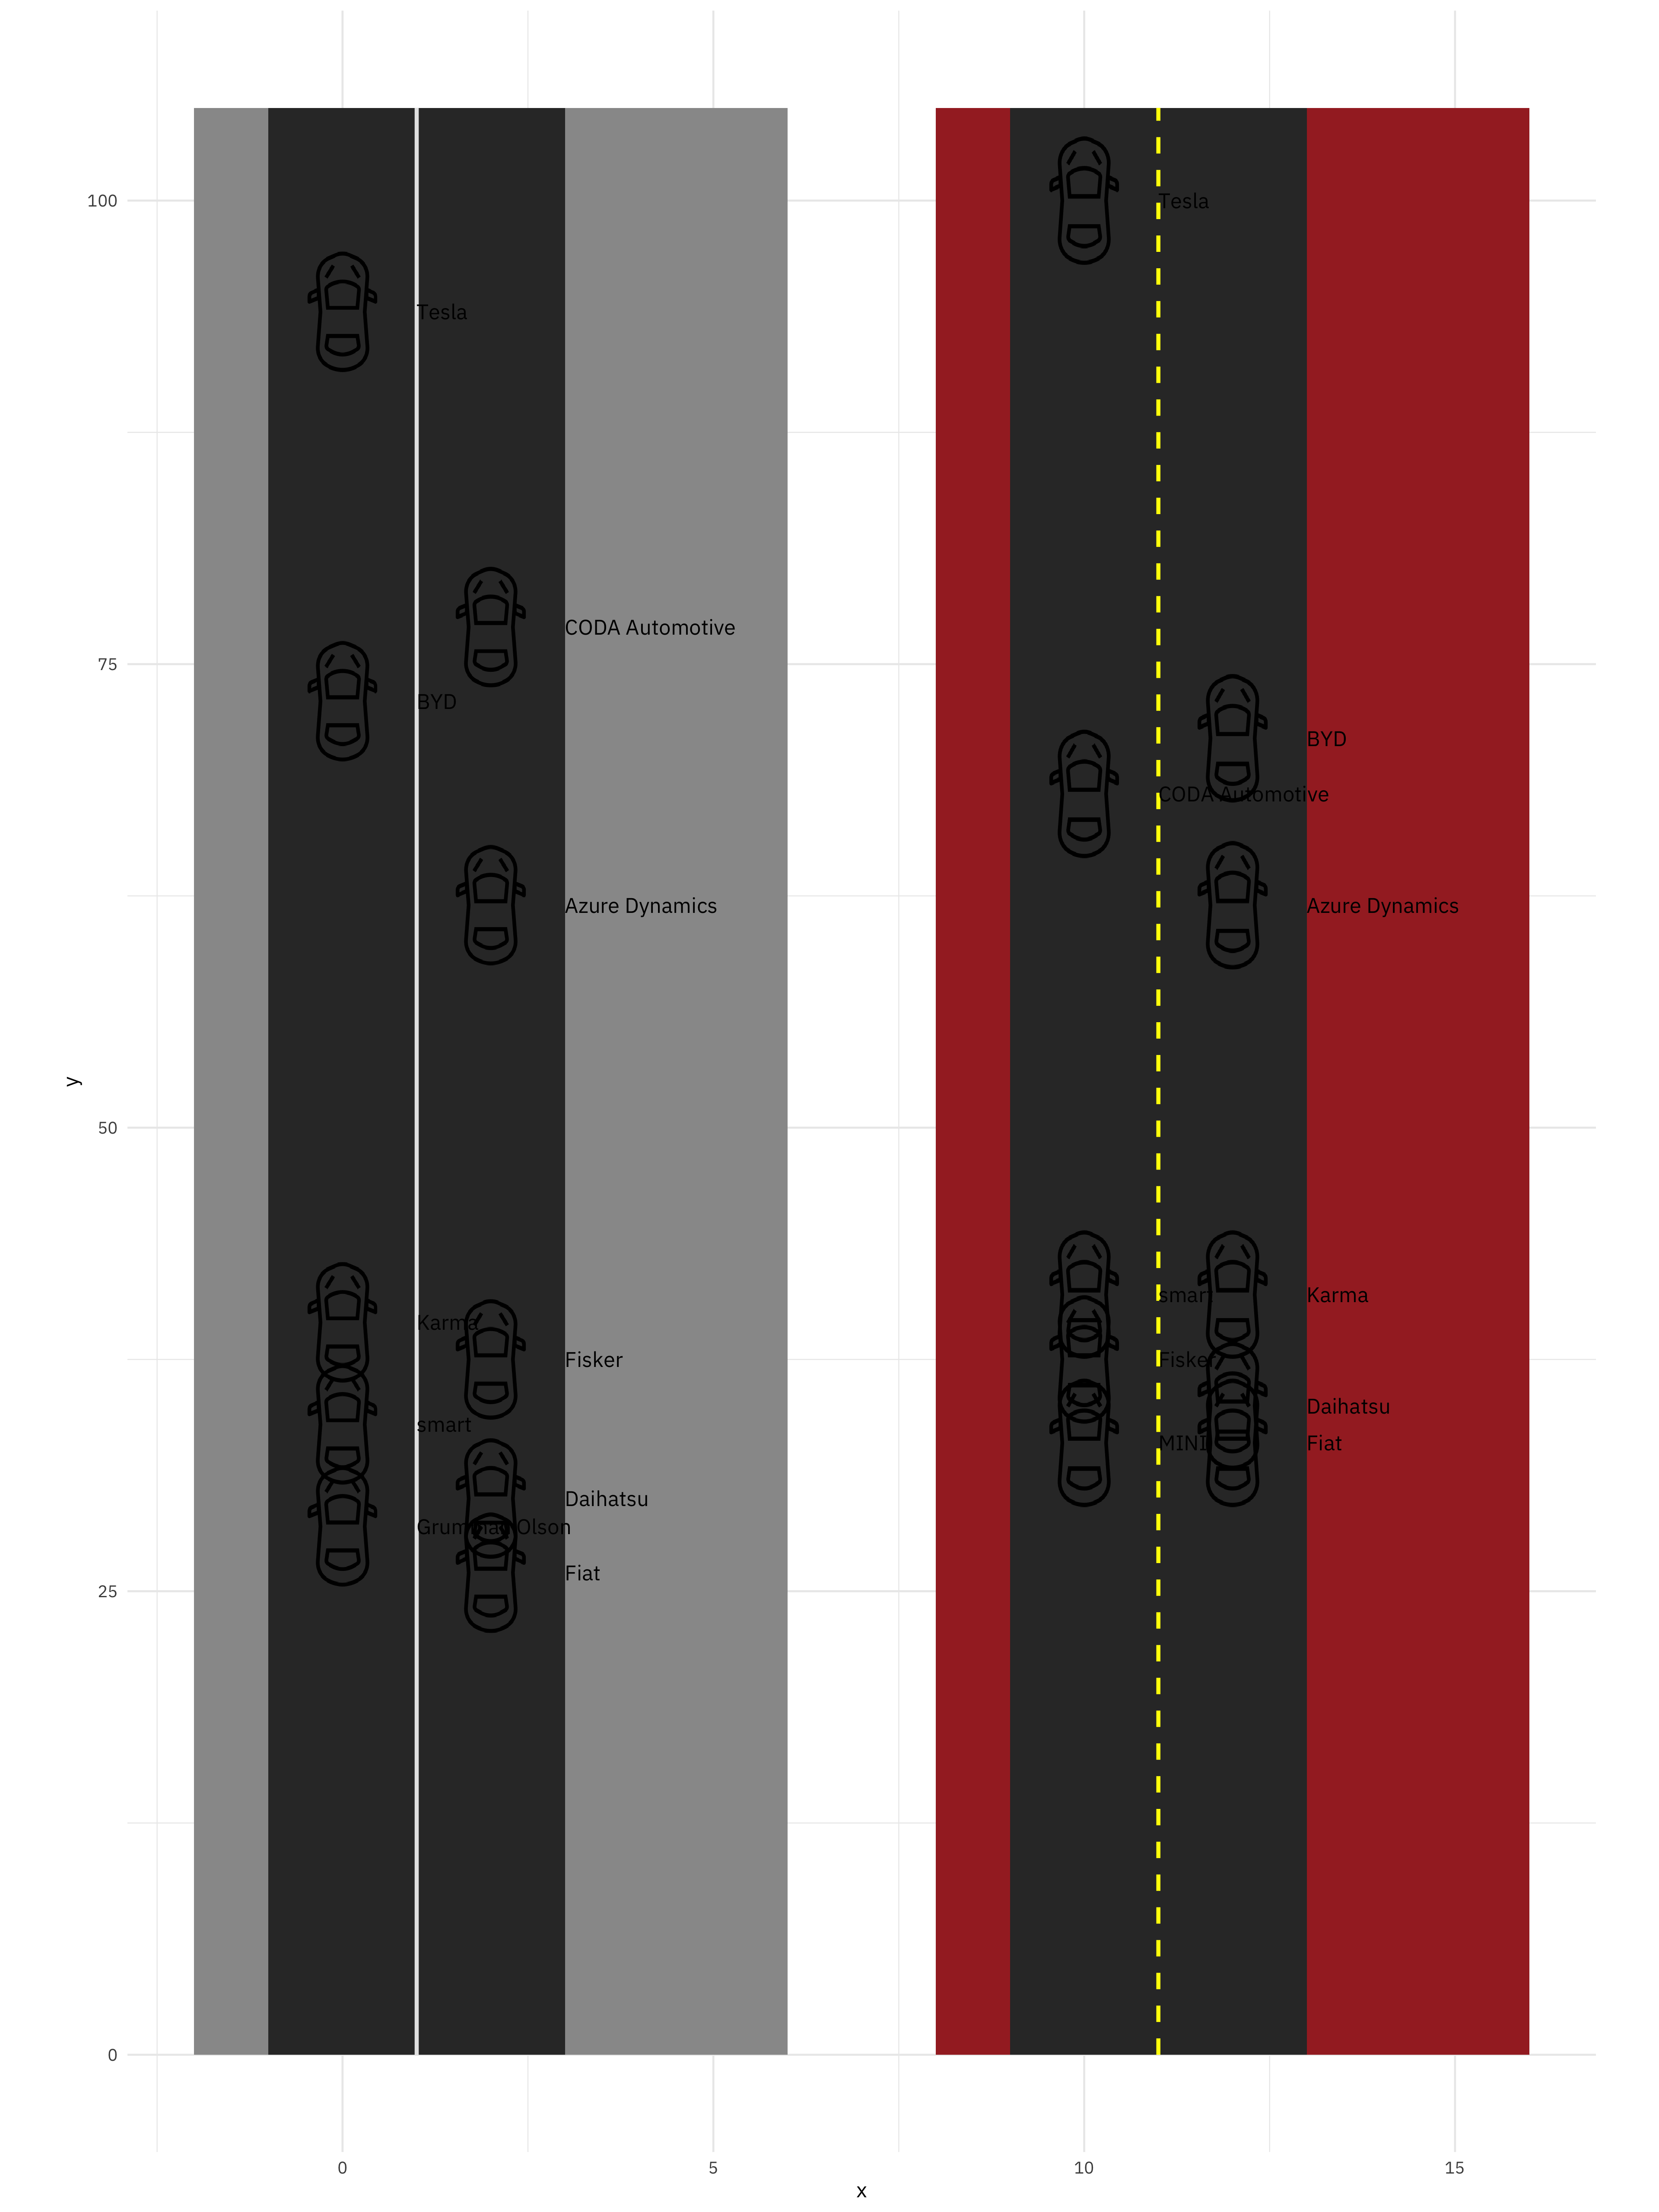 100
Tesla
Tesla
CODA Automotive
75
BYD
BYD
CODA Automotive
Azure Dynamics
Azure Dynamics
50
y
smart
Karma
Karma
Fisker
Fisker
Daihatsu
smart
MINI
Fiat
Daihatsu
Grumman Olson
Fiat
25
0
0
5
10
15
x